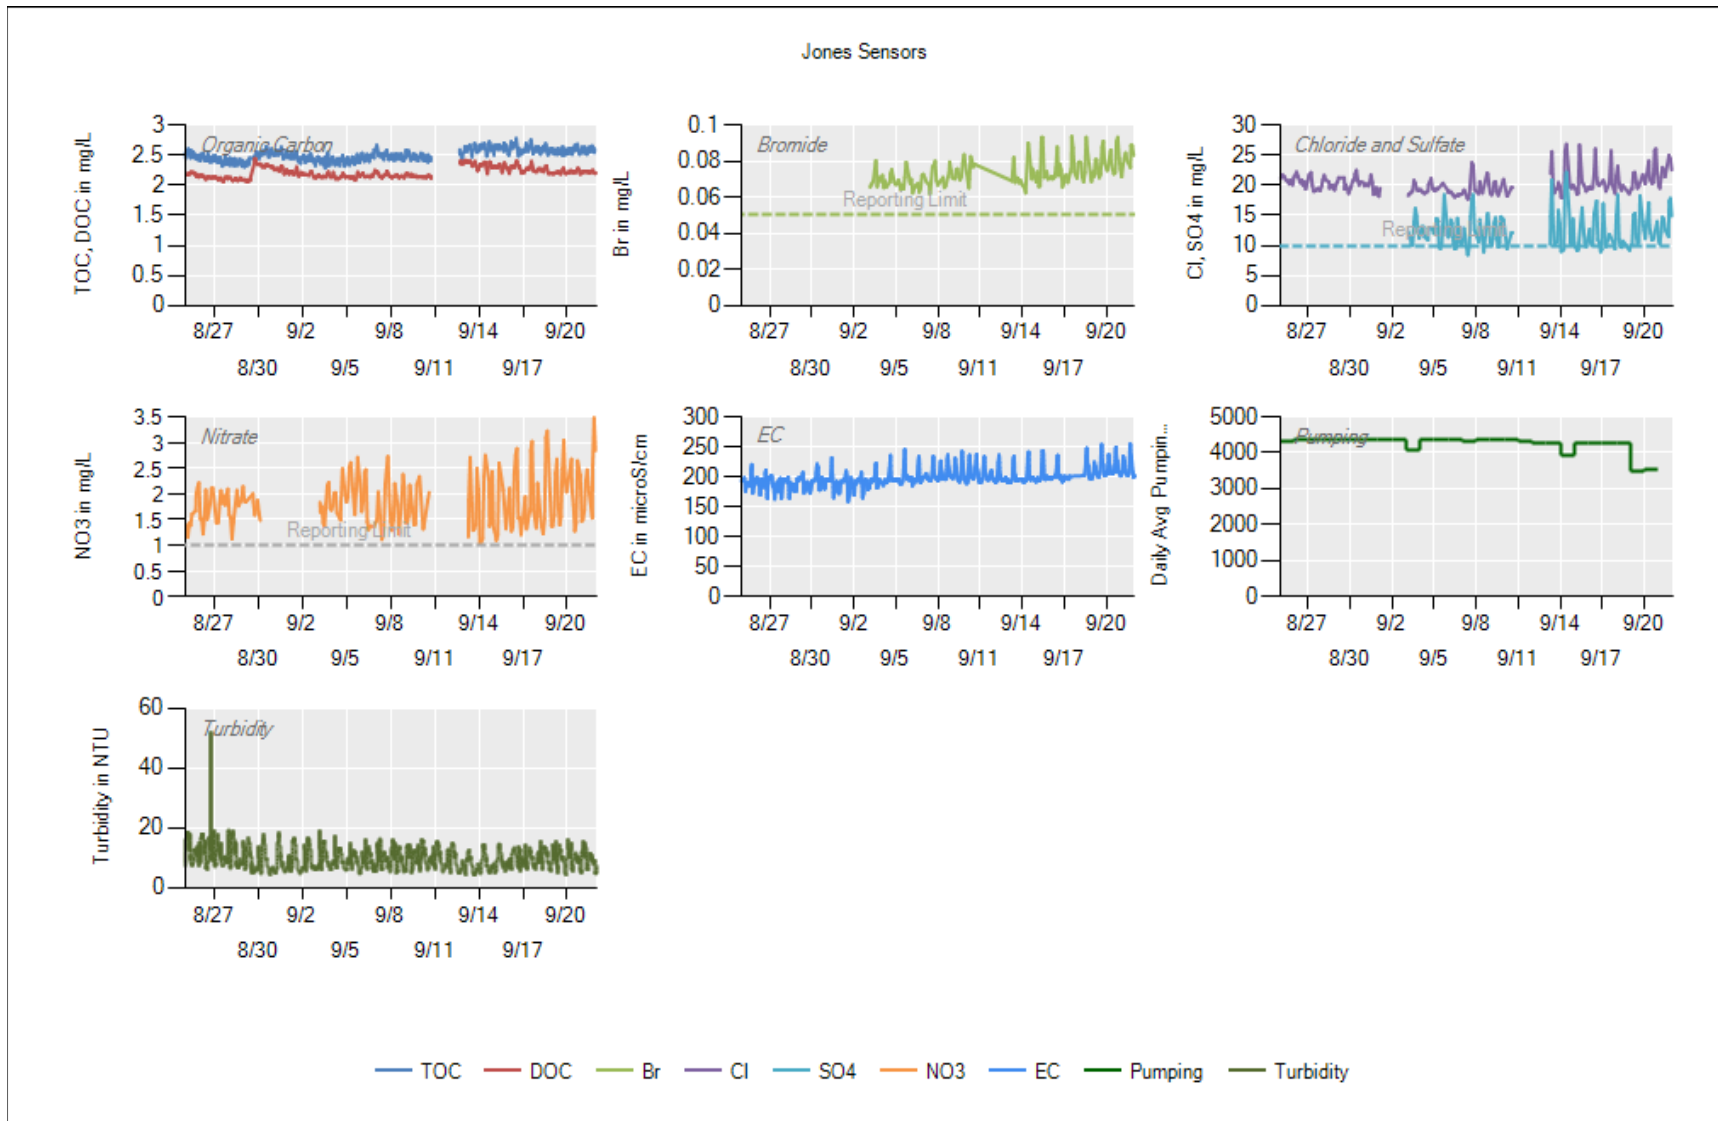 Jones Sensors
TOC, DOC in mg/L
Organic Carbon
3
2.5
2
1.5
1
0.5
0
8/27 9/2 9/8 9/14 9/20
8/30 9/5 9/11 9/17
Br in mg/L
Bromide
Reporting Limit
0.1
0.08
0.06
0.04
0.02
0
8/27 9/2 9/8 9/14 9/20
8/30 9/5 9/11 9/17
Cl, SO4 in mg/L
Chloride and Sulfate
Reporting Limit
30
25
20
15
10
5
0
8/27 9/2 9/8 9/14 9/20
8/30 9/5 9/11 9/17
NO3 in mg/L
Nitrate
Reporting Limit
3.5
3
2.5
2
1.5
1
0.5
0
8/27 9/2 9/8 9/14 9/20
8/30 9/5 9/11 9/17
EC in microS/cm
EC
300
250
200
150
100
50
0
8/27 9/2 9/8 9/14 9/20
8/30 9/5 9/11 9/17
Daily Avg Pumpin...
Pumping
5000
4000
3000
2000
1000
0
8/27 9/2 9/8 9/14 9/20
8/30 9/5 9/11 9/17
Turbidity in NTU
Turbidity
60
40
20
0
8/27 9/2 9/8 9/14 9/20
8/30 9/5 9/11 9/17
TOC DOC Br Cl SO4 NO3 EC Pumping Turbidity